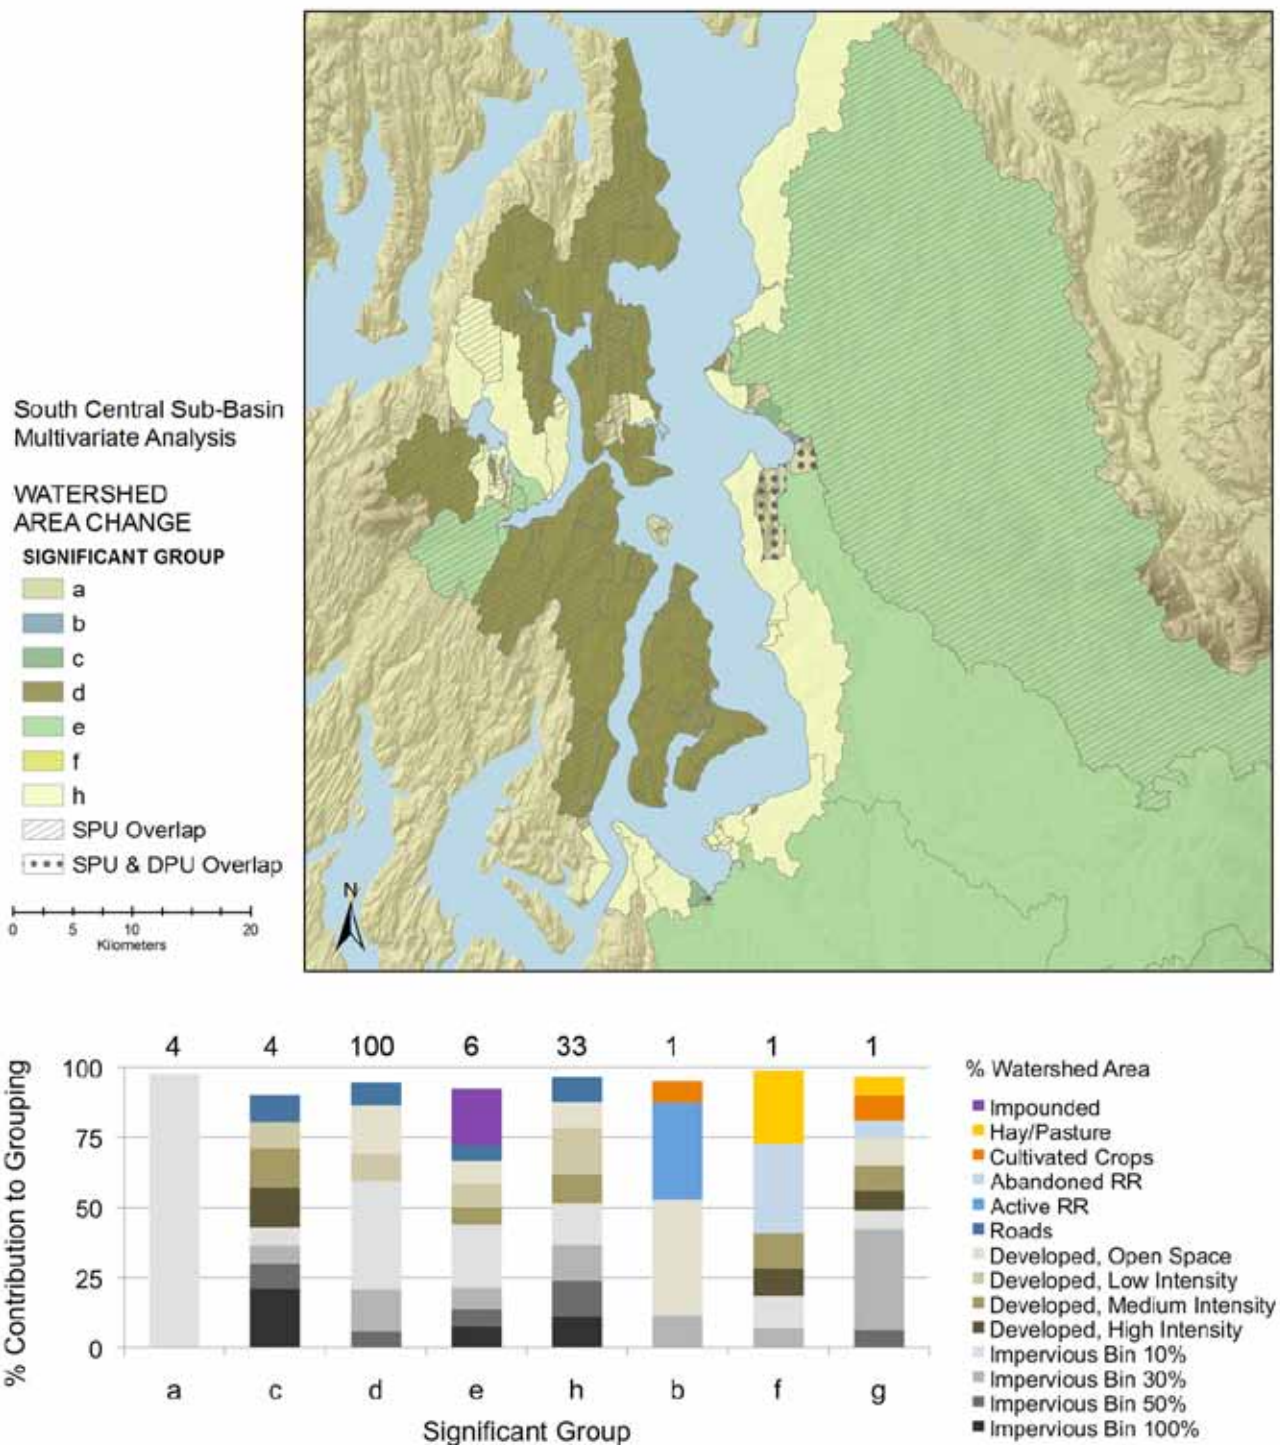 South Central Sub-Basin
Multivariate Analysis
WATERSHED
AREA CHANGE
SIGNIFICANT GROUP
a
b
c
d
e
f
h
SPU Overlap
SPU & DPU Overlap
N
0 5 10 20
Kilometers
4 4 100 6 33 1 1 1
% Contribution to Grouping
100
75
50
25
0
a c d e h b f g
Significant Group
% Watershed Area
Impounded
Hay/Pasture
Cultivated Crops
Abandoned RR
Active RR
Roads
Developed, Open Space
Developed, Low Intensity
Developed, Medium Intensity
Developed, High Intensity
Impervious Bin 10%
Impervious Bin 30%
Impervious Bin 50%
Impervious Bin 100%